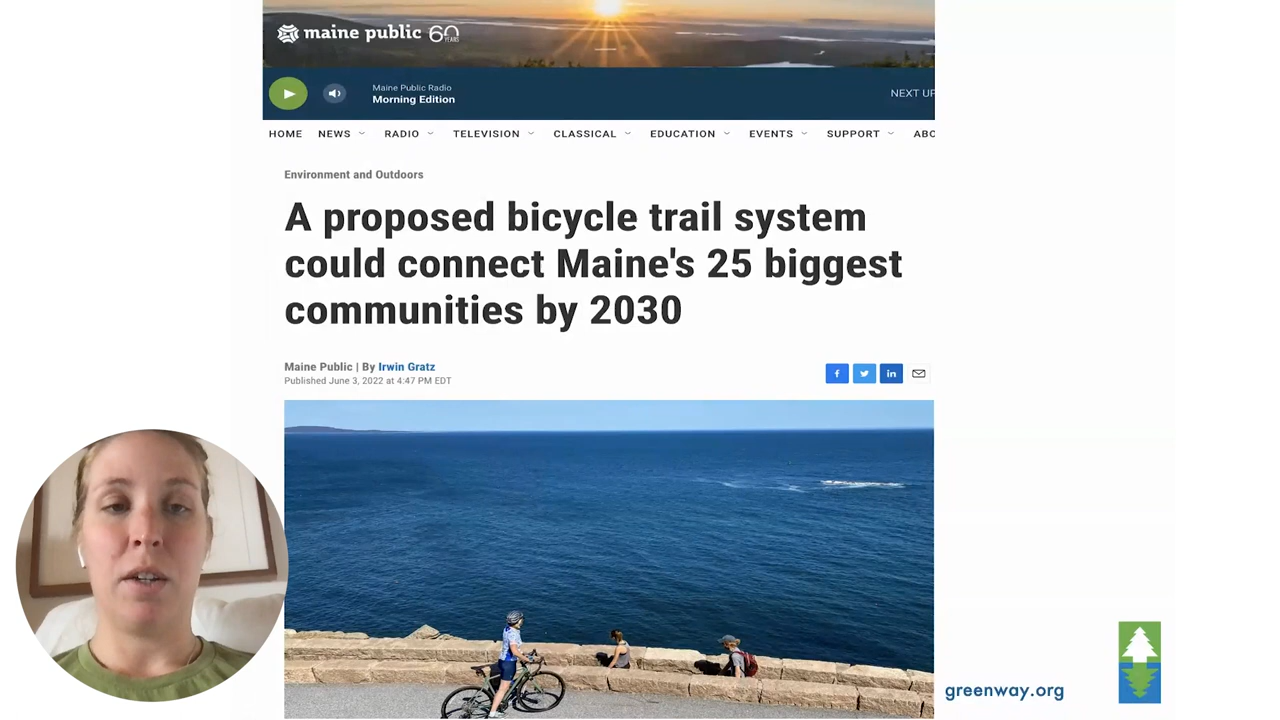 maine public 60 YEARS
Maine Public Radio
Morning Edition
NEXT UP
HOME NEWS RADIO TELEVISION CLASSICAL EDUCATION EVENTS SUPPORT ABO
Environment and Outdoors
A proposed bicycle trail system
could connect Maine's 25 biggest
communities by 2030
Maine Public | By Irwin Gratz
Published June 3, 2022 at 4:47 PM EDT
f in
greenway.org